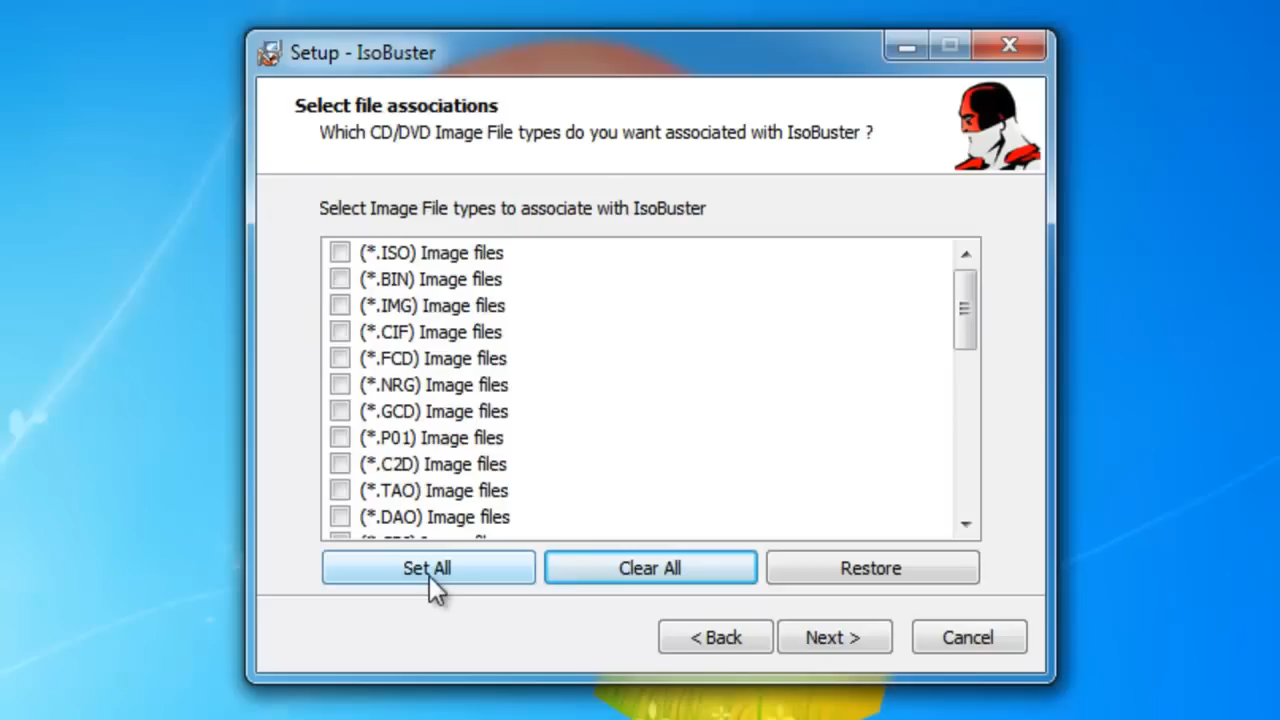 Setup - IsoBuster
Select file associations
Which CD/DVD Image File types do you want associated with IsoBuster ?
Select Image File types to associate with IsoBuster
(*.ISO) Image files
(*.BIN) Image files
(*.IMG) Image files
(*.CIF) Image files
(*.FCD) Image files
(*.NRG) Image files
(*.GCD) Image files
(*.P01) Image files
(*.C2D) Image files
(*.TAO) Image files
(*.DAO) Image files
Set All Clear All Restore
< Back Next > Cancel